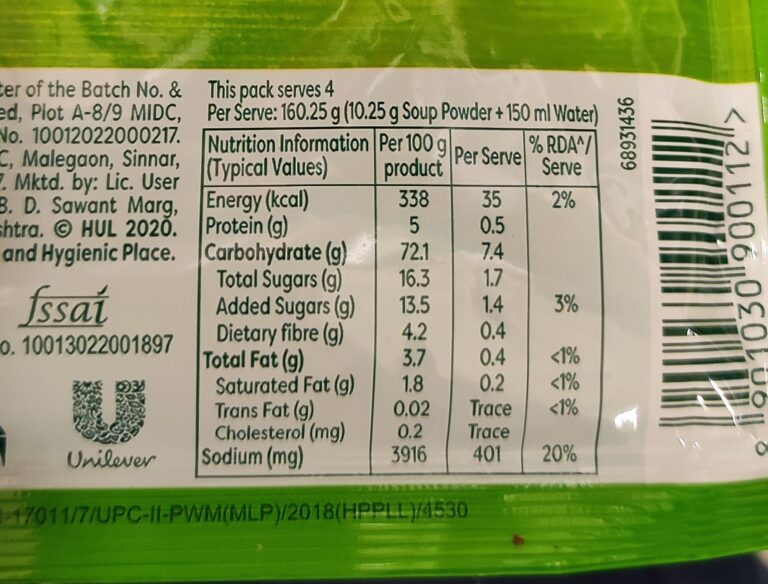 ter of the Batch No. &
ed, Plot A-8/9 MIDC,
No. 10012022000217.
C, Malegaon, Sinnar,
7. Mktd. by: Lic. User
B. D. Sawant Marg,
shtra. © HUL 2020.
and Hygienic Place.
fssai
o. 10013022001897
Unilever
This pack serves 4
Per Serve: 160.25 g (10.25 g Soup Powder + 150 ml Water)
Nutrition Information (Typical Values) Per 100 g product Per Serve % RDA^/ Serve
Energy (kcal) 338 35 2%
Protein (g) 5 0.5
Carbohydrate (g) 72.1 7.4
Total Sugars (g) 16.3 1.7
Added Sugars (g) 13.5 1.4 3%
Dietary fibre (g) 4.2 0.4
Total Fat (g) 3.7 0.4 <1%
Saturated Fat (g) 1.8 0.2 <1%
Trans Fat (g) 0.02 Trace <1%
Cholesterol (mg) 0.2 Trace
Sodium (mg) 3916 401 20%
68931436
8 901030 900112 >
-17011/7/UPC-II-PWM(MLP)/2018(HPPLL)/4530